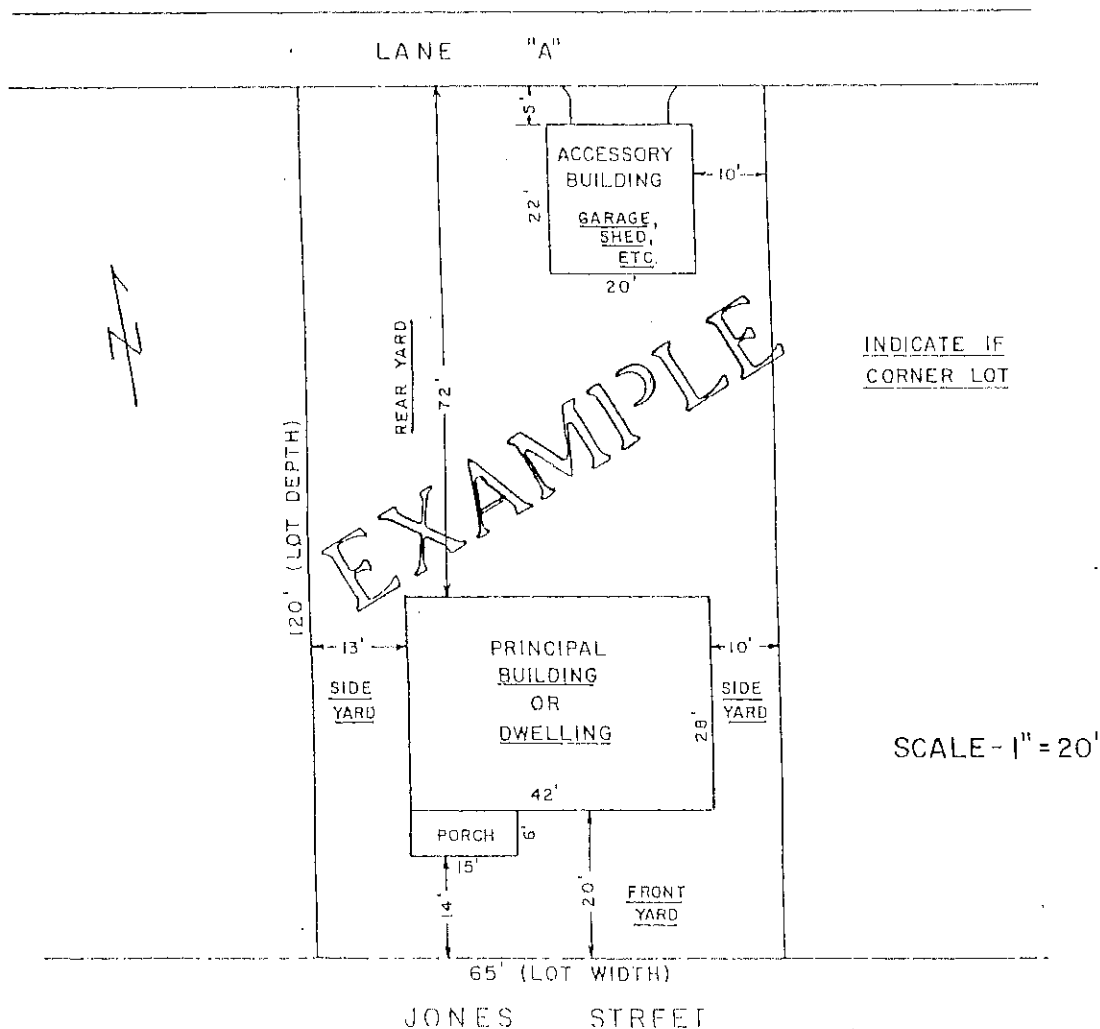 LANE "A"
5'
ACCESSORY
BUILDING
10'
22'
GARAGE,
SHED,
ETC.
20'
N
REAR YARD
72'
EXAMPLE
INDICATE IF
CORNER LOT
120' (LOT DEPTH)
13'
PRINCIPAL
BUILDING
OR
DWELLING
10'
SIDE
YARD
SIDE
YARD
28'
SCALE - 1" = 20'
42'
PORCH
6'
15'
14'
20'
FRONT
YARD
65' (LOT WIDTH)
JONES STREET